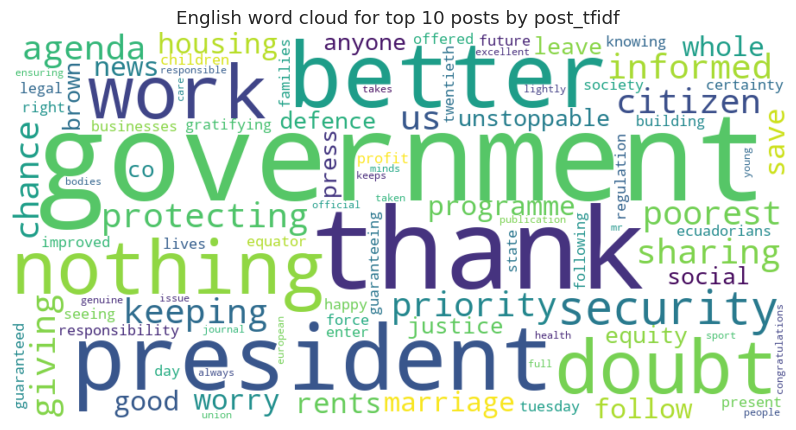 English word cloud for top 10 posts by post_tfidf
agenda
housing
anyone
offered
future
leave
knowing
whole
ensuring
news
children
responsible
excellent
informed
legal
brown
work
care
families
better
takes
twentieth
lightly
society
certainty
right
businesses
gratifying
defence
us
unstoppable
citizen
building
save
chance
co
press
profit
minds
keeps
bodies
government
regulation
young
taken
official
protecting
programme
publication
mr
poorest
ecuadorians
improved
lives
equator
nothing
thank
guaranteeing
state
following
sharing
social
seeing
genuine
issue
keeping
happy
force
enter
priority
security
guaranteed
giving
responsibility
journal
european
justice
health
equity
sport
congratulations
president
doubt
day
always
full
good
worry
union
rents
marriage
tuesday
follow
present
people